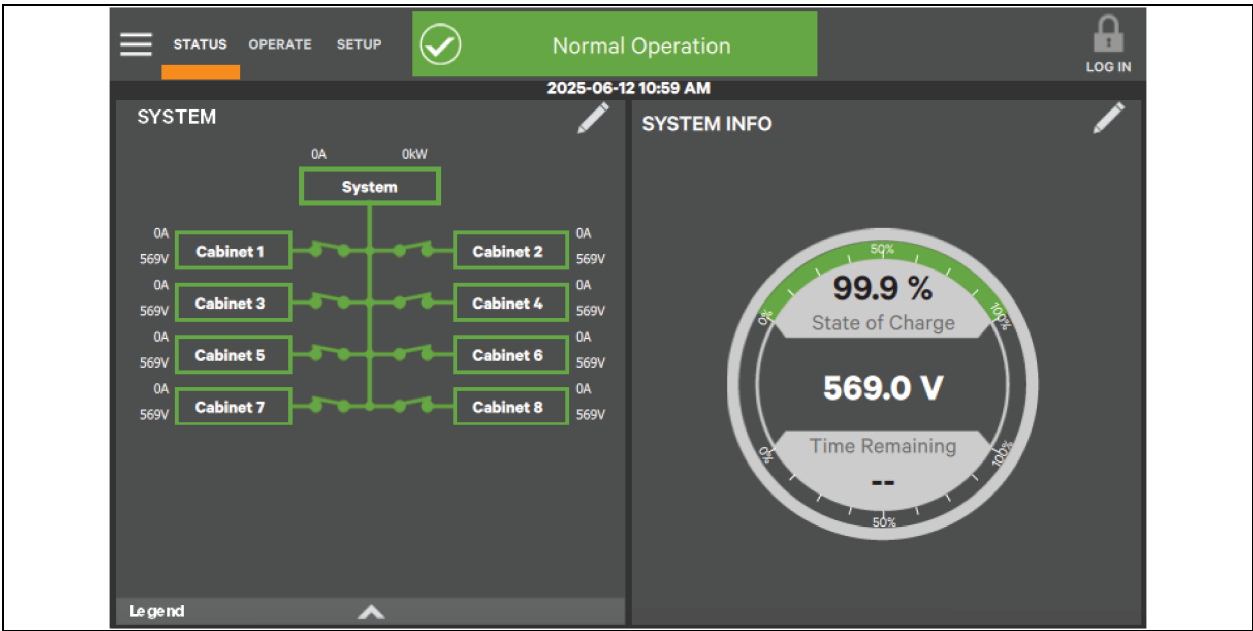 STATUS OPERATE SETUP Normal Operation LOG IN
2025-06-12 10:59 AM
SYSTEM
0A 0kW
System
0A 0A
Cabinet 1 Cabinet 2
569V 569V
0A 0A
Cabinet 3 Cabinet 4
569V 569V
0A 0A
Cabinet 5 Cabinet 6
569V 569V
0A 0A
Cabinet 7 Cabinet 8
569V 569V
Legend
SYSTEM INFO
50%
99.9 %
0% 100%
State of Charge
569.0 V
Time Remaining
0% 100%
--
50%